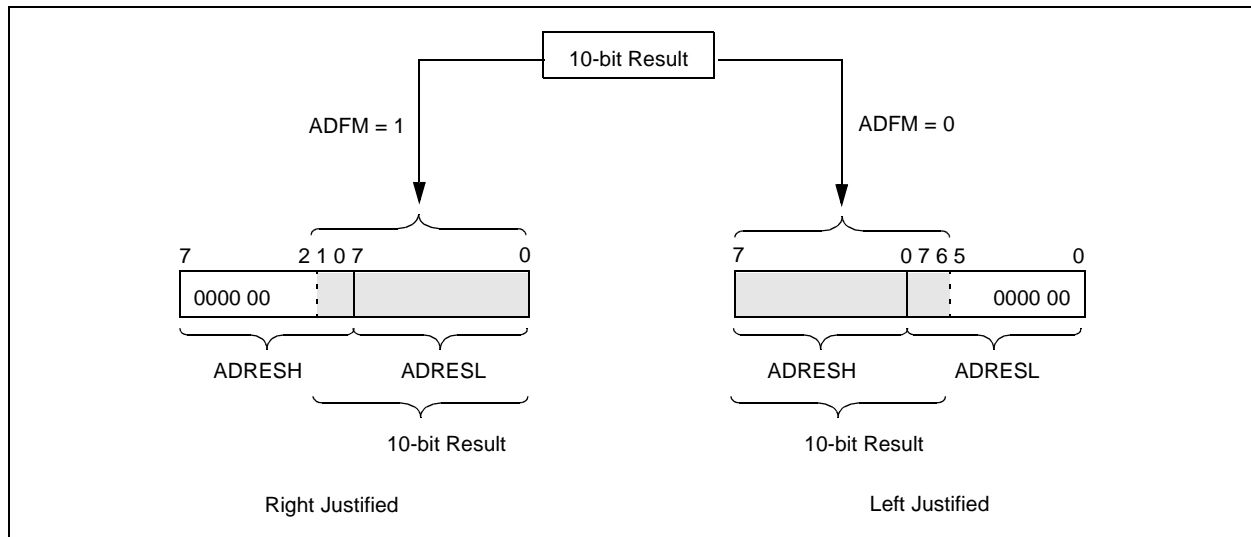 10-bit Result
ADFM = 1
ADFM = 0
7 2 1 0 7 0
0000 00
ADRESH ADRESL
10-bit Result
Right Justified
7 0 7 6 5 0
0000 00
ADRESH ADRESL
10-bit Result
Left Justified